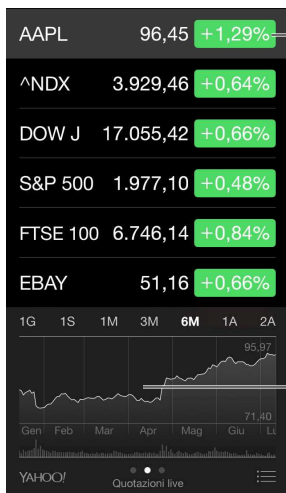 AAPL 96,45 +1,29%
^NDX 3.929,46 +0,64%
DOW J 17.055,42 +0,66%
S&P 500 1.977,10 +0,48%
FTSE 100 6.746,14 +0,84%
EBAY 51,16 +0,66%
1G 1S 1M 3M 6M 1A 2A
95,97
71,40
Gen Feb Mar Apr Mag Giu Lu
YAHOO!
Quotazioni live